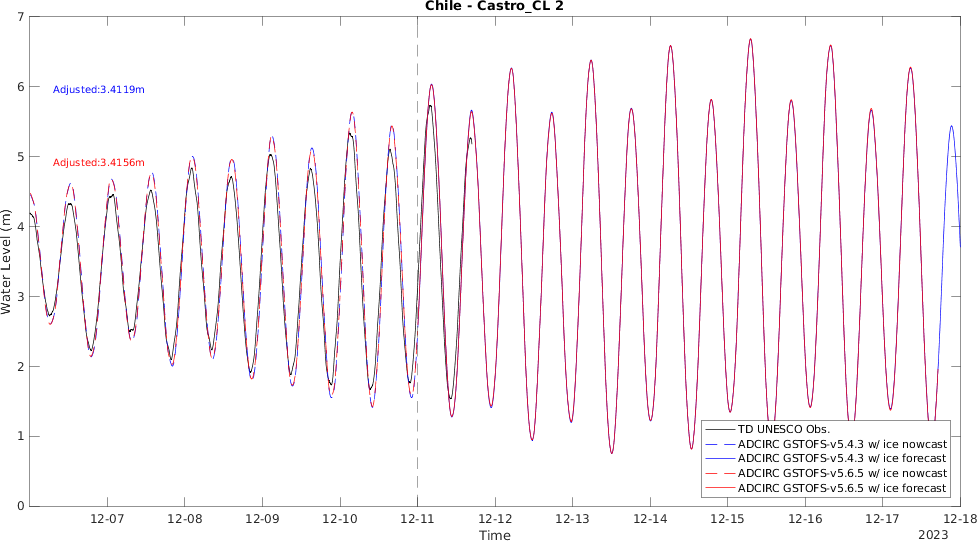 Chile - Castro_CL 2
7
6
5
4
3
2
1
0
Water Level (m)
Adjusted:3.4119m
Adjusted:3.4156m
TD UNESCO Obs.
ADCIRC GSTOFS-v5.4.3 w/ ice nowcast
ADCIRC GSTOFS-v5.4.3 w/ ice forecast
ADCIRC GSTOFS-v5.6.5 w/ ice nowcast
ADCIRC GSTOFS-v5.6.5 w/ ice forecast
12-07 12-08 12-09 12-10 12-11 12-12 12-13 12-14 12-15 12-16 12-17 12-18
Time
2023